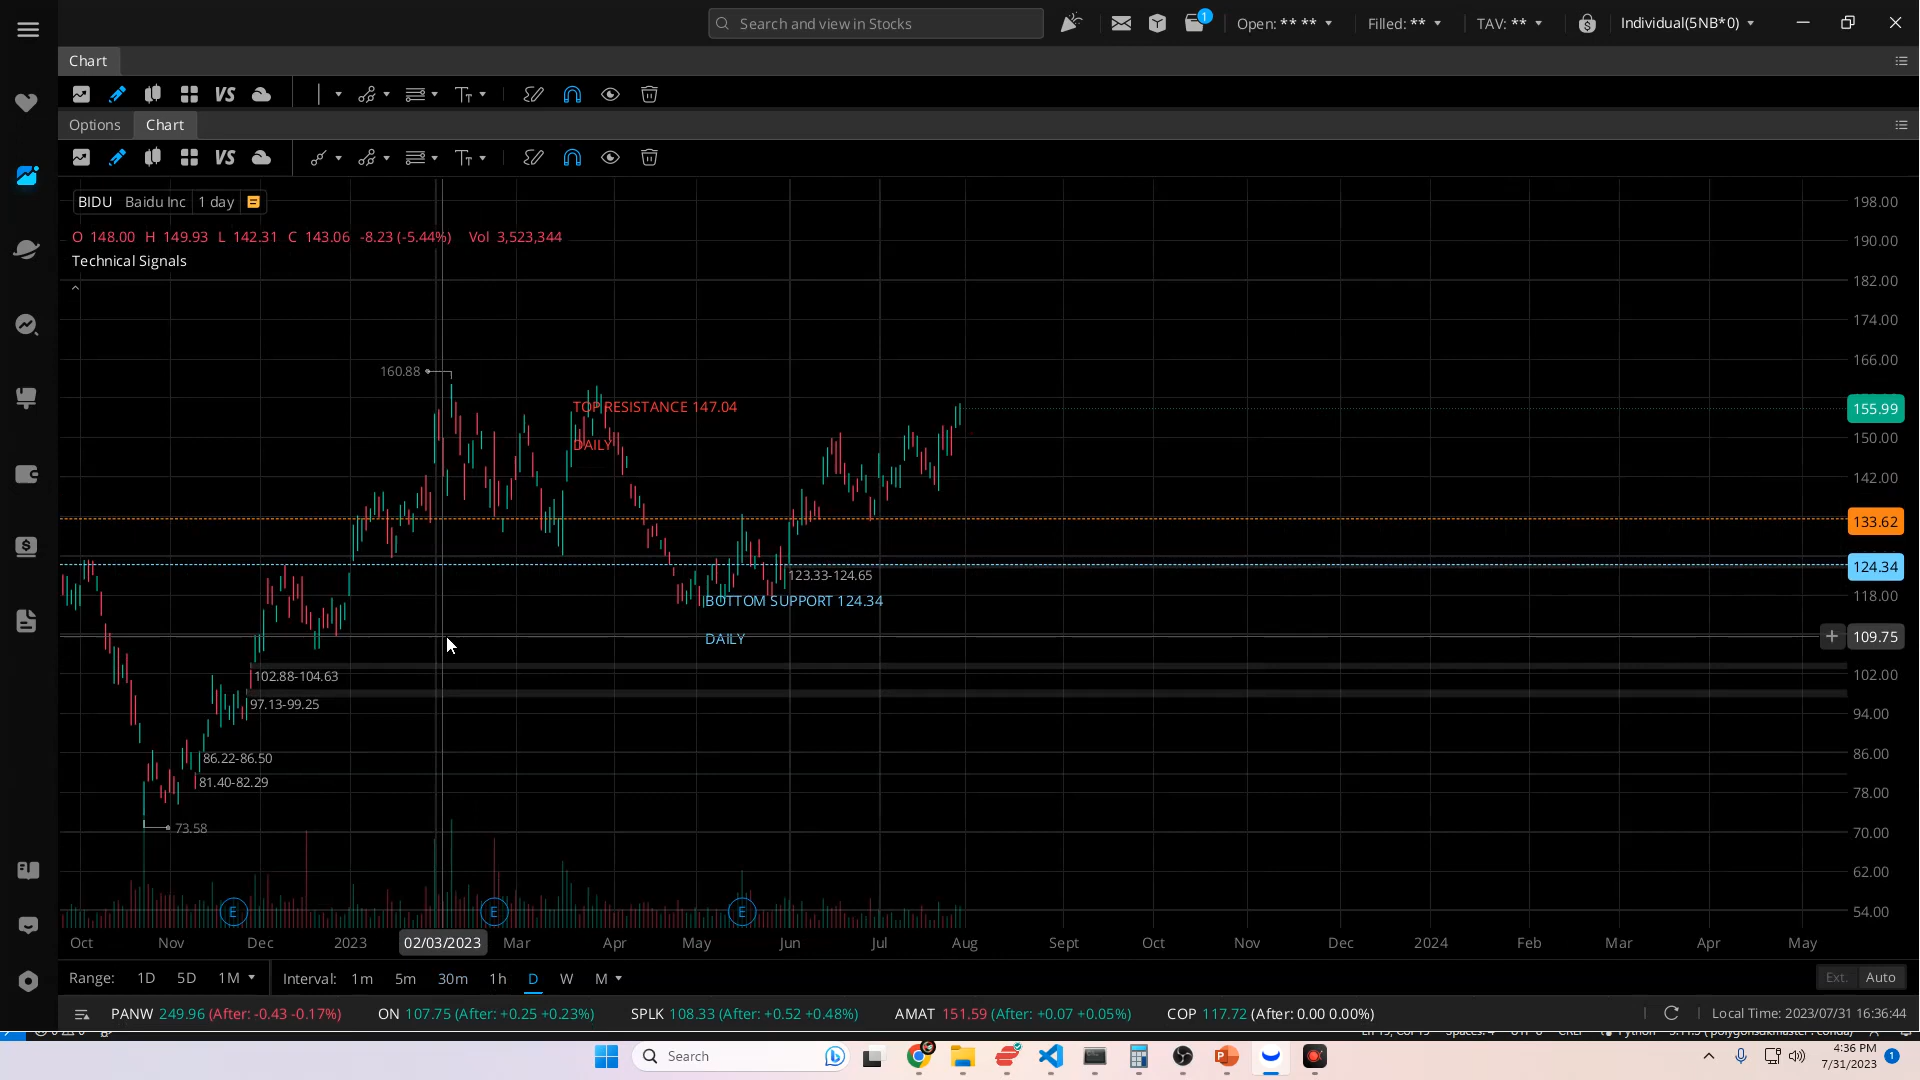 Search and view in Stocks
1
Open: ** **
Filled: **
TAV: **
Individual(5NB*0)
Chart
VS
Options Chart
VS
BIDU Baidu Inc 1 day
O 148.00 H 149.93 L 142.31 C 143.06 -8.23 (-5.44%) Vol 3,523,344
Technical Signals
198.00
190.00
182.00
174.00
166.00
160.88
TOP RESISTANCE 147.04
155.99
DAILY
150.00
142.00
133.62
124.34
123.33-124.65
BOTTOM SUPPORT 124.34
118.00
DAILY
109.75
102.88-104.63
102.00
97.13-99.25
94.00
86.22-86.50
86.00
81.40-82.29
78.00
73.58
70.00
62.00
54.00
E E E
Oct Nov Dec 2023 02/03/2023 Mar Apr May Jun Jul Aug Sept Oct Nov Dec 2024 Feb Mar Apr May
Range: 1D 5D 1M Interval: 1m 5m 30m 1h D W M
Ext. Auto
PANW 249.96 (After: -0.43 -0.17%) ON 107.75 (After: +0.25 +0.23%) SPLK 108.33 (After: +0.52 +0.48%) AMAT 151.59 (After: +0.07 +0.05%) COP 117.72 (After: 0.00 0.00%)
Local Time: 2023/07/31 16:36:44
Search
4:36 PM
7/31/2023
1